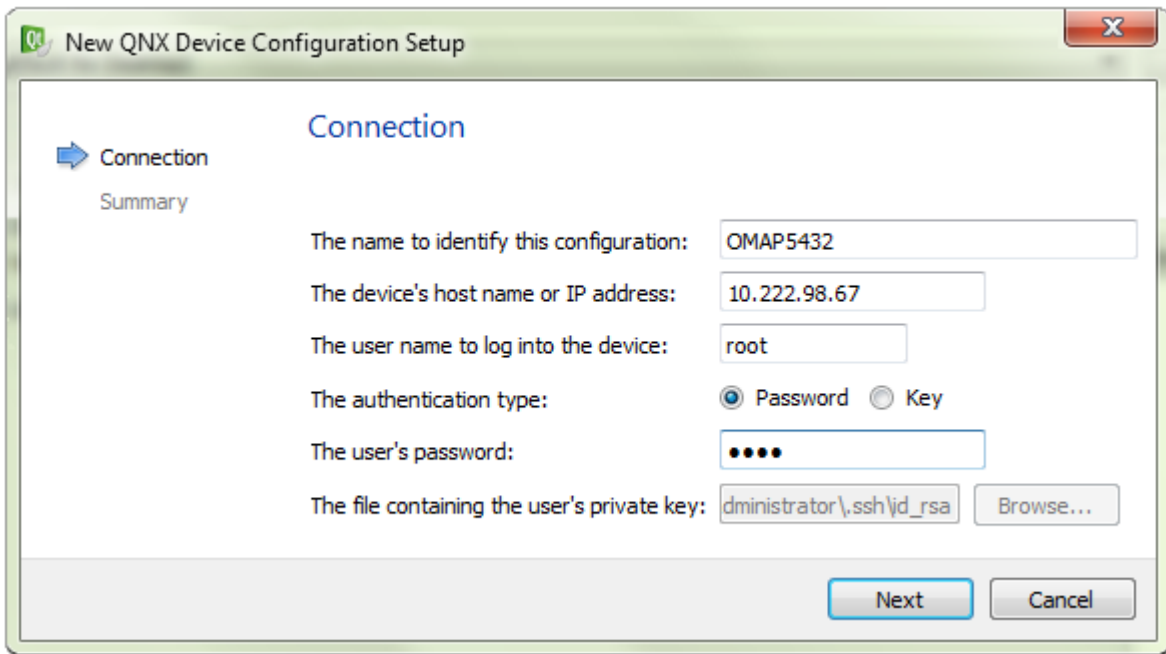 New QNX Device Configuration Setup
Connection
Connection
Summary
The name to identify this configuration: OMAP5432
The device's host name or IP address: 10.222.98.67
The user name to log into the device: root
The authentication type: Password Key
The user's password: ••••
The file containing the user's private key: dministrator\.ssh\id_rsa Browse...
Next Cancel